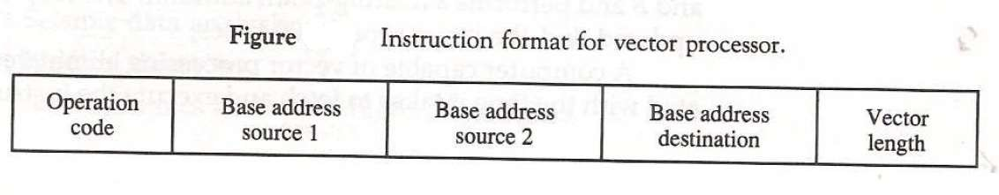 Figure Instruction format for vector processor.
Operation code
Base address source 1
Base address source 2
Base address destination
Vector length